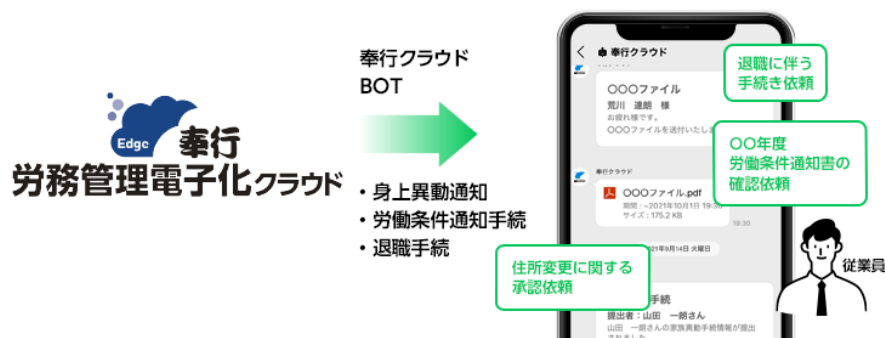 Edge
奉行
労務管理電子化クラウド
奉行クラウド
BOT
・身上異動通知
・労働条件通知手続
・退職手続
奉行クラウド
〇〇〇ファイル
荒川 達朗 様
お疲れ様です。
〇〇〇ファイルを送付いたしま
退職に伴う
手続き依頼
〇〇年度
労働条件通知書の
確認依頼
奉行クラウド
〇〇〇ファイル.pdf
期間：~2021年10月1日 19:30
サイズ：175.2 KB
19:30
2021年9月14日 火曜日
住所変更に関する
承認依頼
手続
提出者：山田 一朗さん
山田 一朗さんの家族異動手続情報が提出
されました
従業員